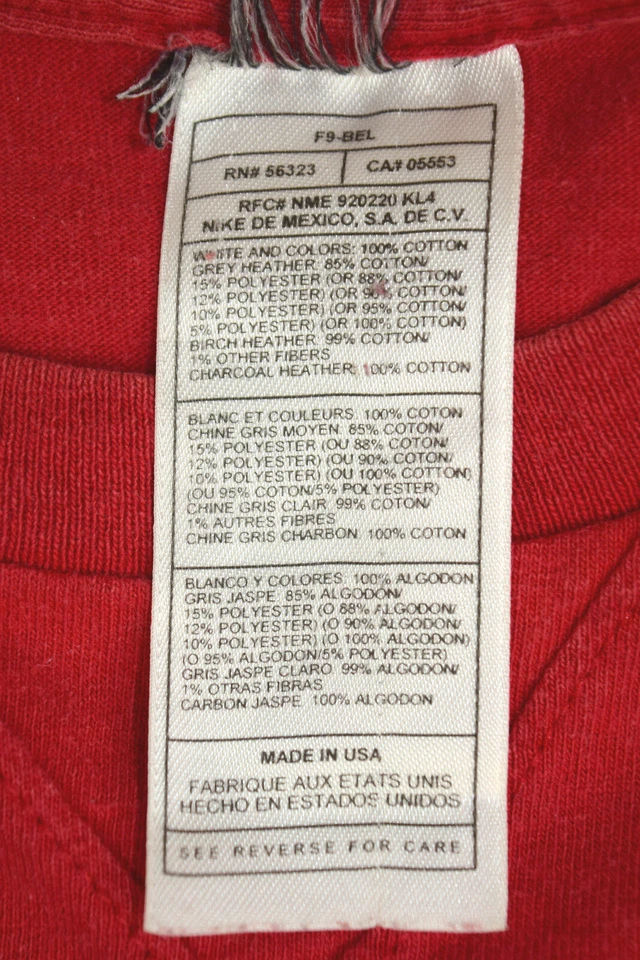 F9-BEL
RN# 56323 CA# 05553
RFC# NME 920220 KL4
NIKE DE MEXICO, S.A. DE C.V.
WHITE AND COLORS: 100% COTTON
GREY HEATHER: 85% COTTON/
15% POLYESTER (OR 88% COTTON/
12% POLYESTER) (OR 90% COTTON/
10% POLYESTER) (OR 95% COTTON/
5% POLYESTER) (OR 100% COTTON)
BIRCH HEATHER: 99% COTTON/
1% OTHER FIBERS
CHARCOAL HEATHER: 100% COTTON
BLANC ET COULEURS: 100% COTON
CHINE GRIS MOYEN: 85% COTON/
15% POLYESTER (OU 88% COTON/
12% POLYESTER) (OU 90% COTON/
10% POLYESTER) (OU 100% COTTON)
(OU 95% COTON/5% POLYESTER)
CHINE GRIS CLAIR: 99% COTON/
1% AUTRES FIBRES
CHINE GRIS CHARBON: 100% COTON
BLANCO Y COLORES: 100% ALGODON
GRIS JASPE: 85% ALGODON/
15% POLYESTER (O 88% ALGODON/
12% POLYESTER) (O 90% ALGODON/
10% POLYESTER) (O 100% ALGODON)
(O 95% ALGODON/5% POLYESTER)
GRIS JASPE CLARO: 99% ALGODON/
1% OTRAS FIBRAS
CARBON JASPE: 100% ALGODON
MADE IN USA
FABRIQUE AUX ETATS UNIS
HECHO EN ESTADOS UNIDOS
SEE REVERSE FOR CARE